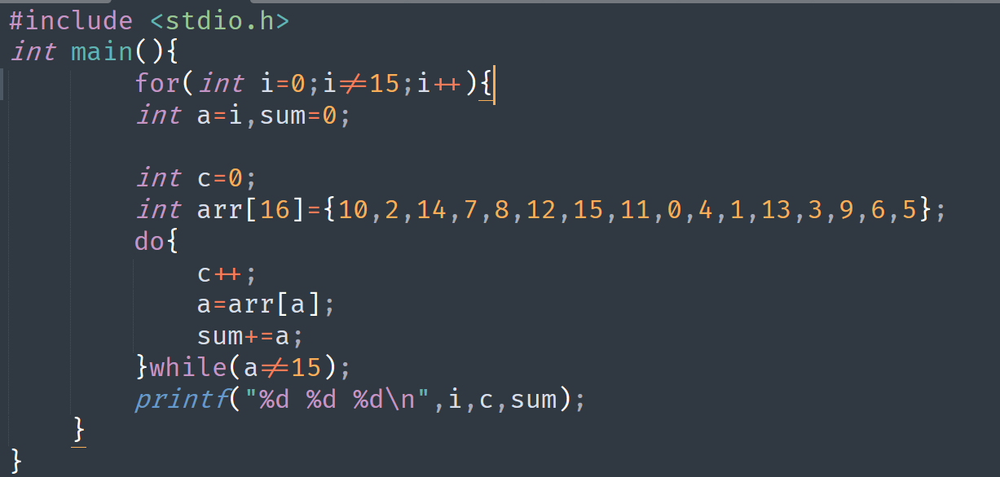 #include <stdio.h>
int main(){
for(int i=0;i!=15;i++){
int a=i,sum=0;
int c=0;
int arr[16]={10,2,14,7,8,12,15,11,0,4,1,13,3,9,6,5};
do{
c++;
a=arr[a];
sum+=a;
}while(a!=15);
printf("%d %d %d\n",i,c,sum);
}
}